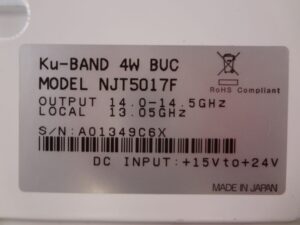 Ku-BAND 4W BUC
MODEL NJT5017F
RoHS Compliant
OUTPUT 14.0-14.5GHz
LOCAL 13.05GHz
S/N:A01349C6X
DC INPUT:+15Vto+24V
MADE IN JAPAN